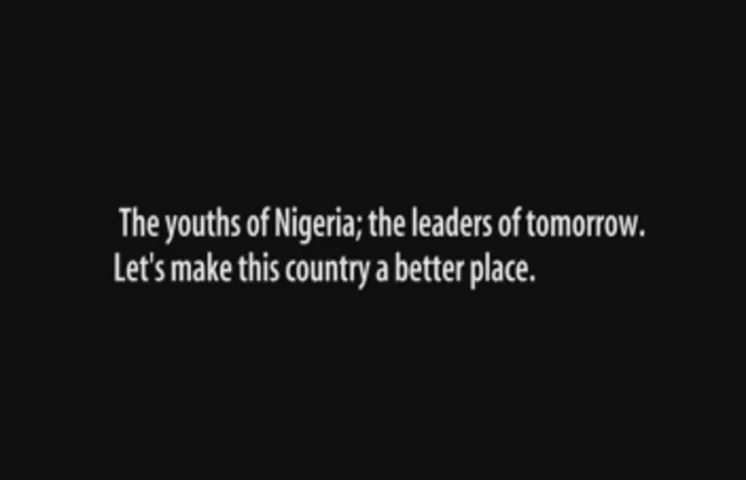 The youths of Nigeria; the leaders of tomorrow.
Let's make this country a better place.